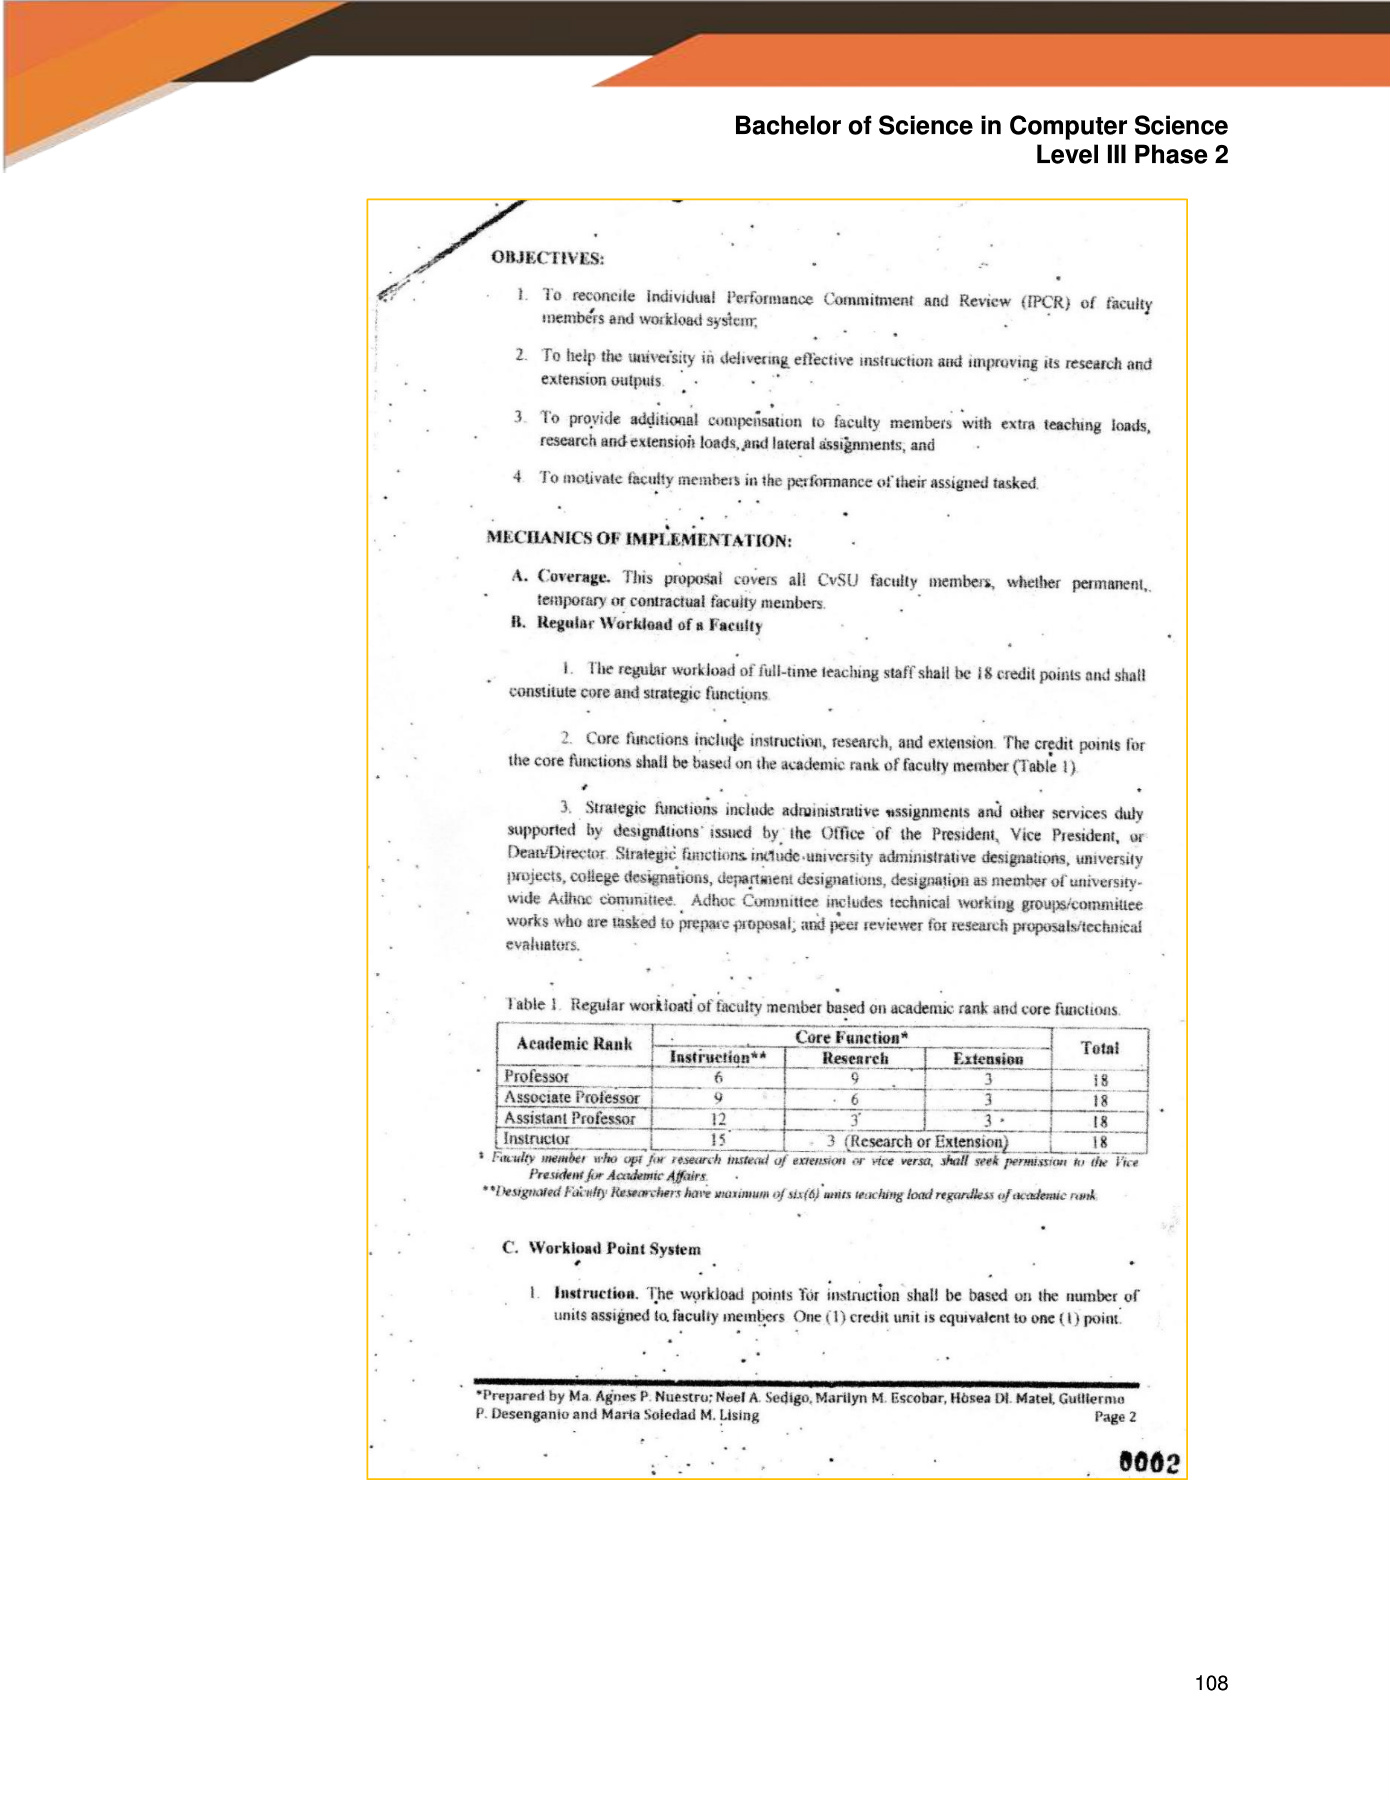 Bachelor of Science in Computer Science
Level III Phase 2
OBJECTIVES:
1. To reconcile Individual Performance Commitment and Review (IPCR) of faculty
members and workload system;
2. To help the university in delivering effective instruction and improving its research and
extension outputs.
3. To provide additional compensation to faculty members with extra teaching loads,
research and extension loads, and lateral assignments; and
4 To motivate faculty members in the performance of their assigned tasked.
MECHANICS OF IMPLEMENTATION:
A. Coverage. This proposal covers all CvSU faculty members, whether permanent,
temporary or contractual faculty members.
B. Regular Workload of a Faculty
1. The regular workload of full-time teaching staff shall be 18 credit points and shall
constitute core and strategic functions.
2. Core functions include instruction, research, and extension. The credit points for
the core functions shall be based on the academic rank of faculty member (Table 1).
3. Strategic functions include administrative assignments and other services duly
supported by designations issued by the Office of the President, Vice President, or
Dean/Director. Strategic functions include university administrative designations, university
projects, college designations, department designations, designation as member of university-
wide Adhoc committee. Adhoc Committee includes technical working groups/committee
works who are tasked to prepare proposal; and peer reviewer for research proposals/technical
evaluators.
Table 1. Regular workload of faculty member based on academic rank and core functions.
Academic Rank Core Function* Total
Instruction** Research Extension
Professor 6 9 3 18
Associate Professor 9 6 3 18
Assistant Professor 12 3 3 18
Instructor 15 3 (Research or Extension) 18
* Faculty member who opt for research instead of extension or vice versa, shall seek permission to the Vice
President for Academic Affairs.
**Designated Faculty Researchers have maximum of six(6) units teaching load regardless of academic rank
C. Workload Point System
1. Instruction. The workload points for instruction shall be based on the number of
units assigned to faculty members. One (1) credit unit is equivalent to one (1) point.
*Prepared by Ma. Agnes P. Nuestro; Noel A. Sedigo, Marilyn M. Escobar, Hosea Dl. Matel, Guillermo
P. Desenganio and Maria Soledad M. Lising Page 2
0002
108